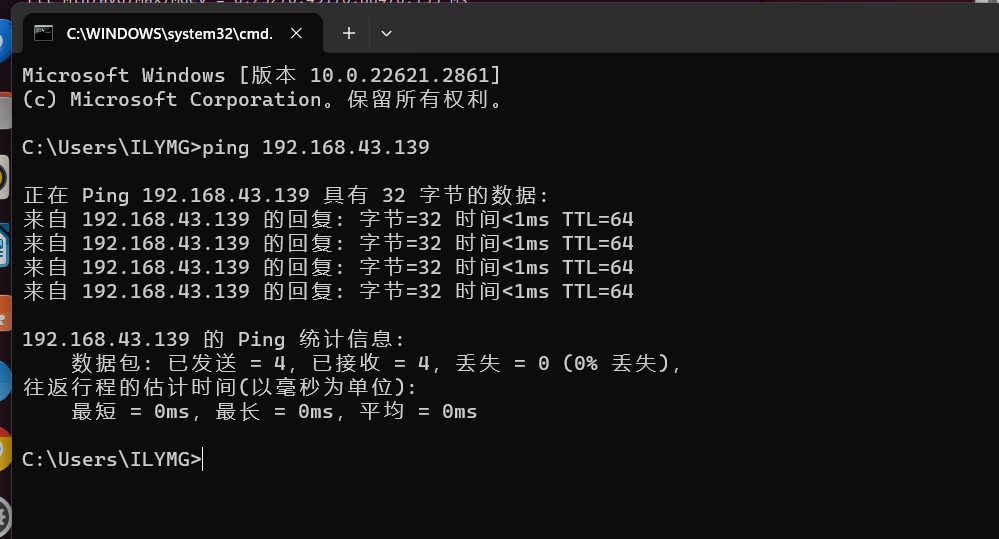 C:\WINDOWS\system32\cmd.
Microsoft Windows [版本 10.0.22621.2861]
(c) Microsoft Corporation。保留所有权利。
C:\Users\ILYMG>ping 192.168.43.139
正在 Ping 192.168.43.139 具有 32 字节的数据:
来自 192.168.43.139 的回复: 字节=32 时间<1ms TTL=64
来自 192.168.43.139 的回复: 字节=32 时间<1ms TTL=64
来自 192.168.43.139 的回复: 字节=32 时间<1ms TTL=64
来自 192.168.43.139 的回复: 字节=32 时间<1ms TTL=64
192.168.43.139 的 Ping 统计信息:
数据包: 已发送 = 4，已接收 = 4，丢失 = 0 (0% 丢失)，
往返行程的估计时间(以毫秒为单位):
最短 = 0ms，最长 = 0ms，平均 = 0ms
C:\Users\ILYMG>